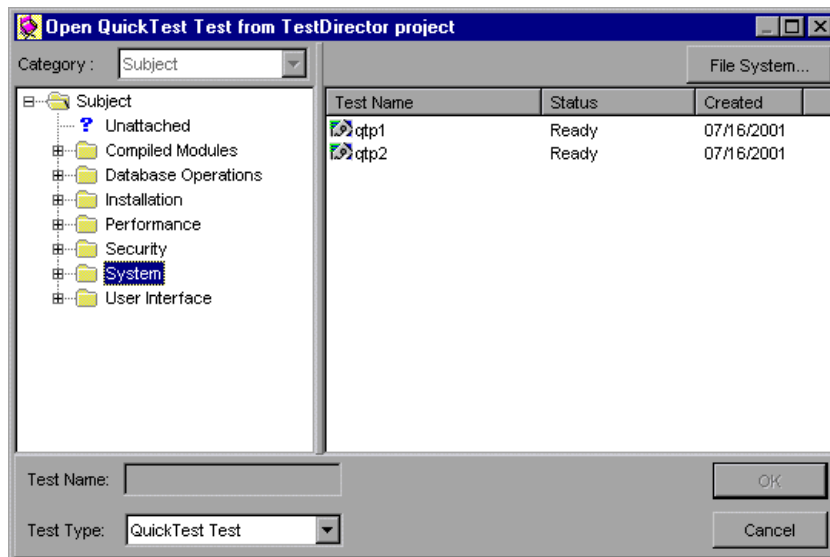 Open QuickTest Test from TestDirector project
Category : Subject
File System...
Subject
? Unattached
Compiled Modules
Database Operations
Installation
Performance
Security
System
User Interface
Test Name Status Created
qtp1 Ready 07/16/2001
qtp2 Ready 07/16/2001
Test Name:
OK
Test Type: QuickTest Test
Cancel